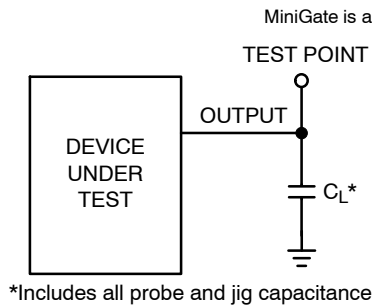 MiniGate is a
TEST POINT
OUTPUT
DEVICE
UNDER
TEST
CL*
*Includes all probe and jig capacitance